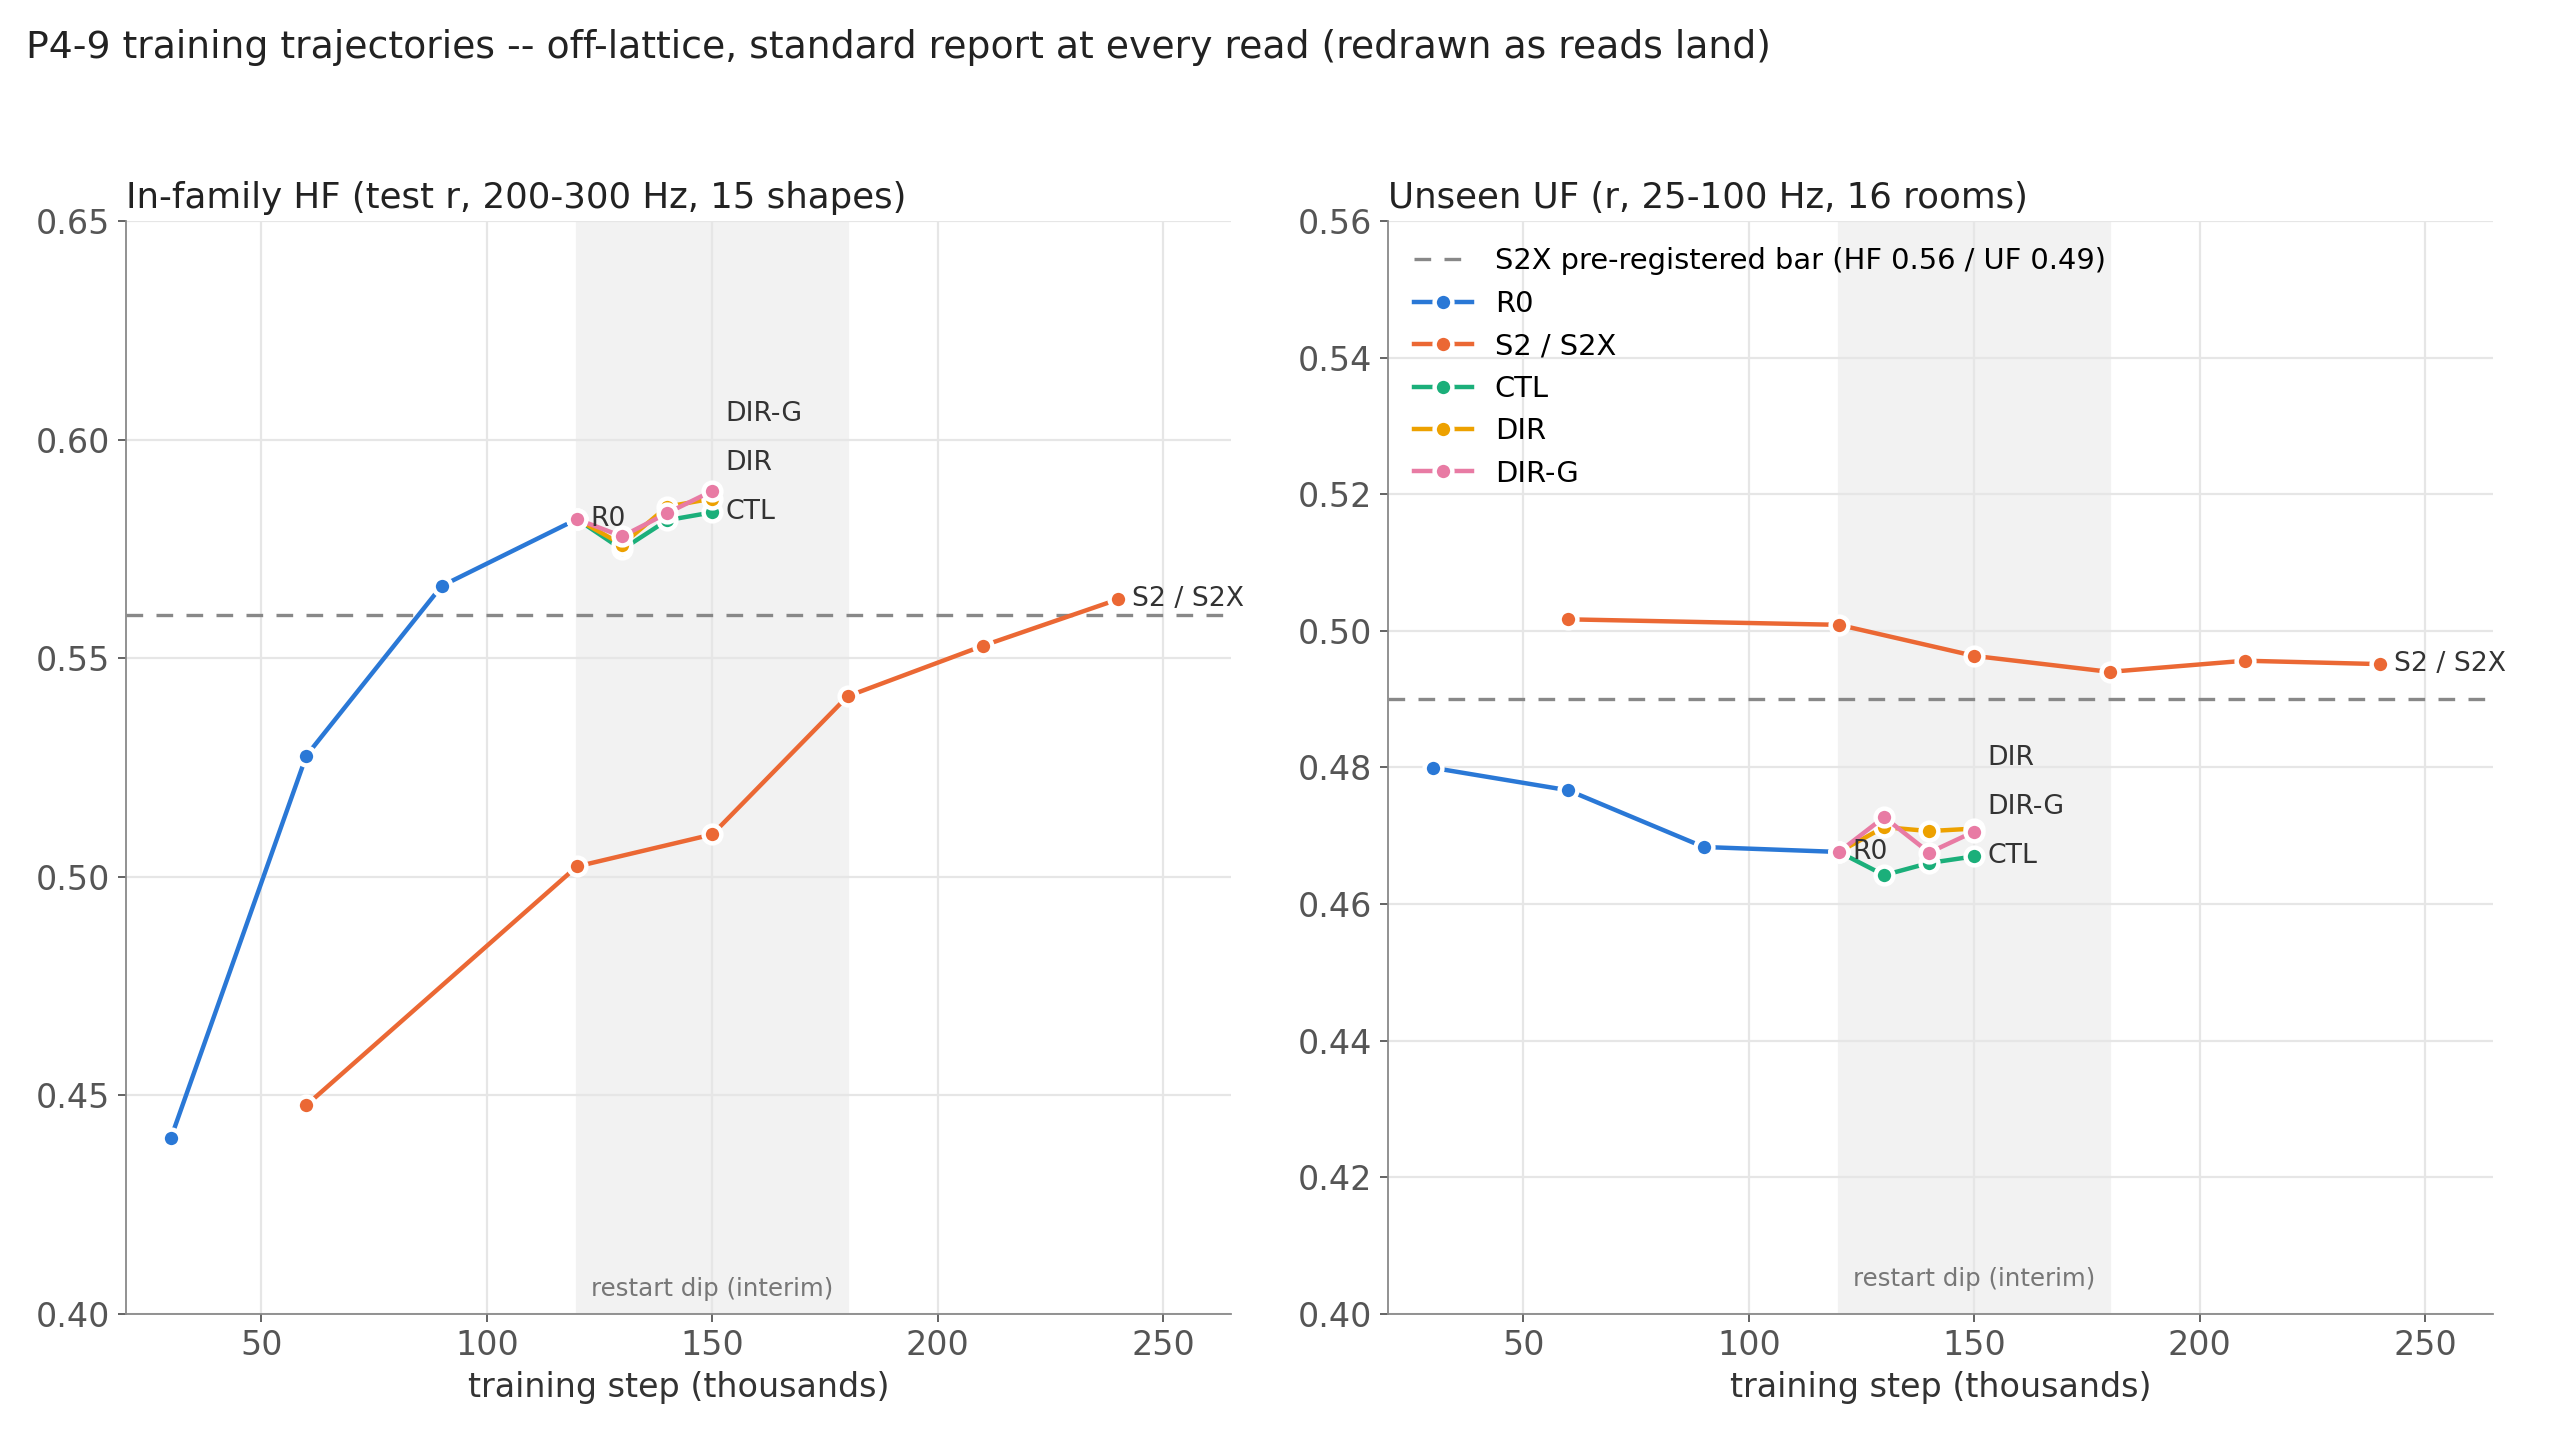 P4-9 training trajectories -- off-lattice, standard report at every read (redrawn as reads land)
In-family HF (test r, 200-300 Hz, 15 shapes)
0.65
0.60
0.55
0.50
0.45
0.40
DIR-G
DIR
CTL
R0
S2 / S2X
restart dip (interim)
50
100
150
200
250
training step (thousands)
Unseen UF (r, 25-100 Hz, 16 rooms)
0.56
0.54
0.52
0.50
0.48
0.46
0.44
0.42
0.40
S2X pre-registered bar (HF 0.56 / UF 0.49)
R0
S2 / S2X
CTL
DIR
DIR-G
S2 / S2X
DIR
DIR-G
R0
CTL
restart dip (interim)
50
100
150
200
250
training step (thousands)